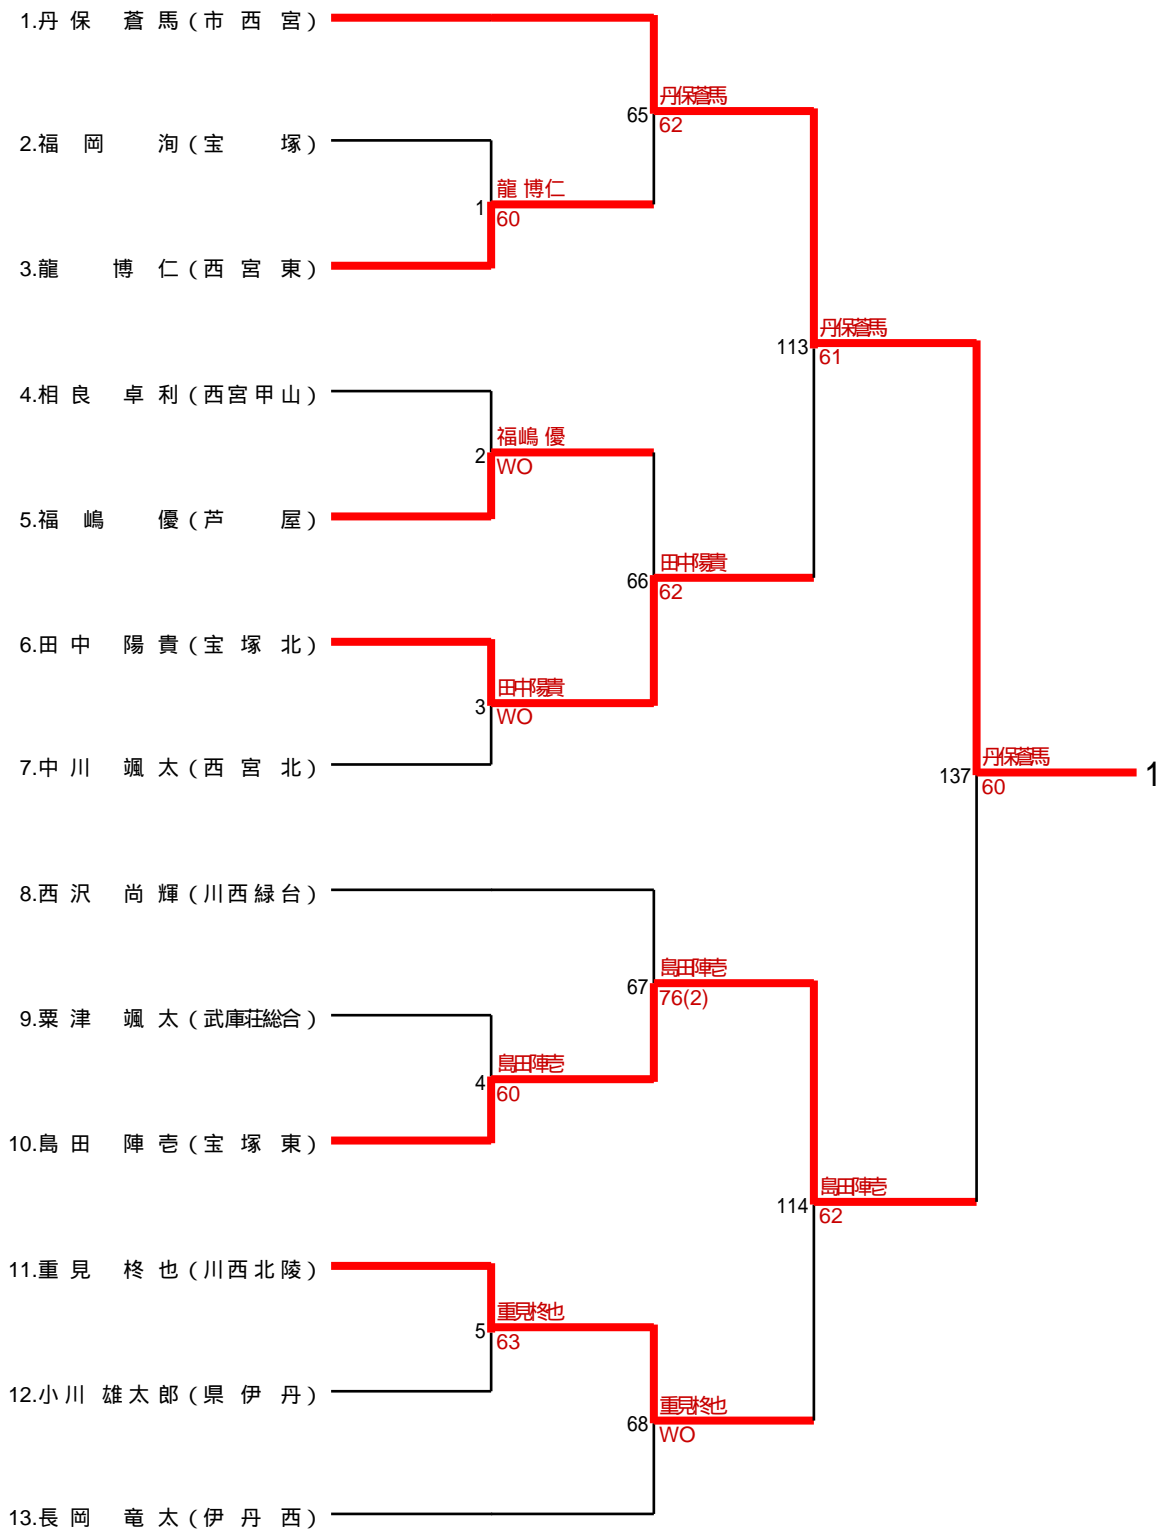 1.丹保 蒼馬(市西宮)
丹保蒼馬
65
62
2.福岡 洵(宝塚)
龍 博仁
1
60
3.龍 博仁(西宮東)
丹保蒼馬
113
61
4.相良 卓利(西宮甲山)
福嶋 優
2
WO
5.福嶋 優(芦屋)
田中陽貴
66
62
6.田中 陽貴(宝塚北)
田中陽貴
3
WO
7.中川 颯太(西宮北)
丹保蒼馬
137
60
1
8.西沢 尚輝(川西緑台)
島田陣壱
67
76(2)
9.粟津 颯太(武庫荘総合)
島田陣壱
4
60
10.島田 陣壱(宝塚東)
島田陣壱
114
62
11.重見 柊也(川西北陵)
重見柊也
5
63
12.小川 雄太郎(県伊丹)
重見柊也
68
WO
13.長岡 竜太(伊丹西)